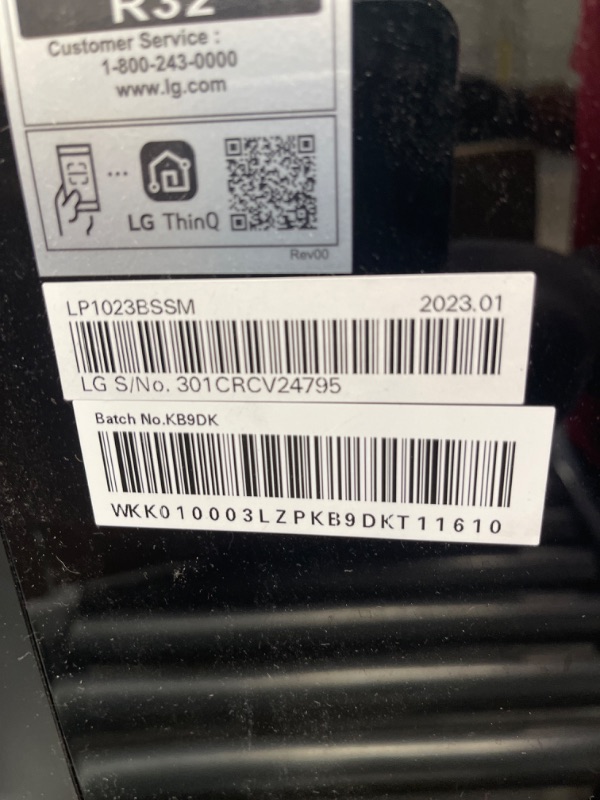 R32
Customer Service :
1-800-243-0000
www.lg.com
LG ThinQ
Rev00
LP1023BSSM 2023.01
LG S/No. 301CRCV24795
Batch No.KB9DK
WKK010003LZPKB9DKT11610